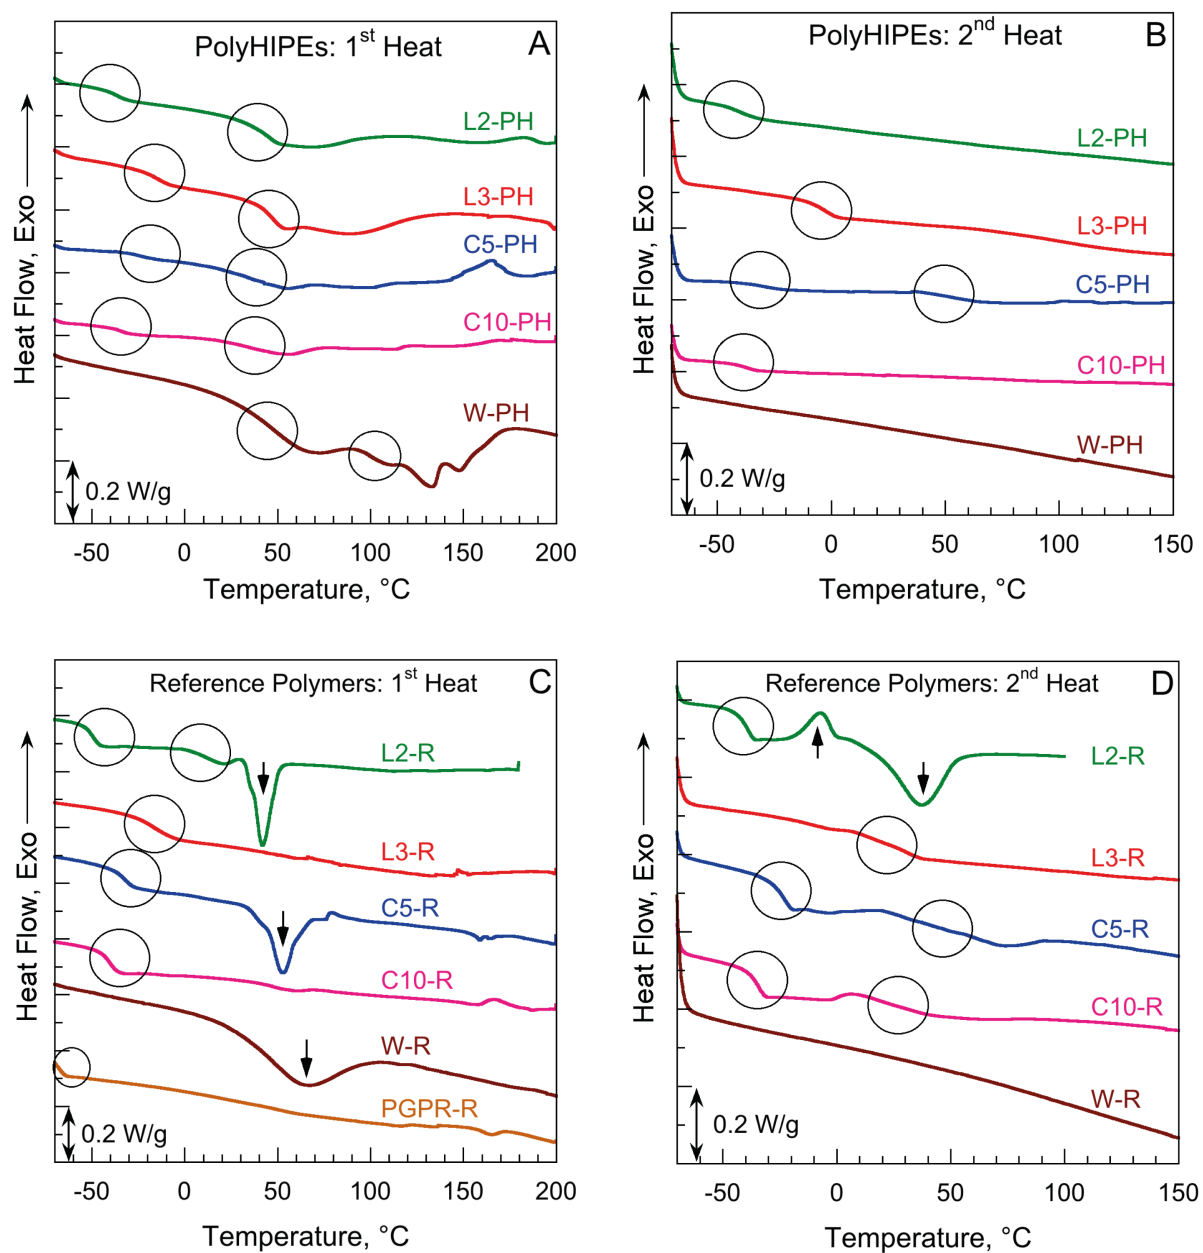 PolyHIPEs: 1st Heat
A
L2-PH
L3-PH
C5-PH
C10-PH
W-PH
0.2 W/g
Heat Flow, Exo
-50 0 50 100 150 200
Temperature, °C
PolyHIPEs: 2nd Heat
B
L2-PH
L3-PH
C5-PH
C10-PH
W-PH
0.2 W/g
Heat Flow, Exo
-50 0 50 100 150
Temperature, °C
Reference Polymers: 1st Heat
C
L2-R
L3-R
C5-R
C10-R
W-R
PGPR-R
0.2 W/g
Heat Flow, Exo
-50 0 50 100 150 200
Temperature, °C
Reference Polymers: 2nd Heat
D
L2-R
L3-R
C5-R
C10-R
W-R
0.2 W/g
Heat Flow, Exo
-50 0 50 100 150
Temperature, °C